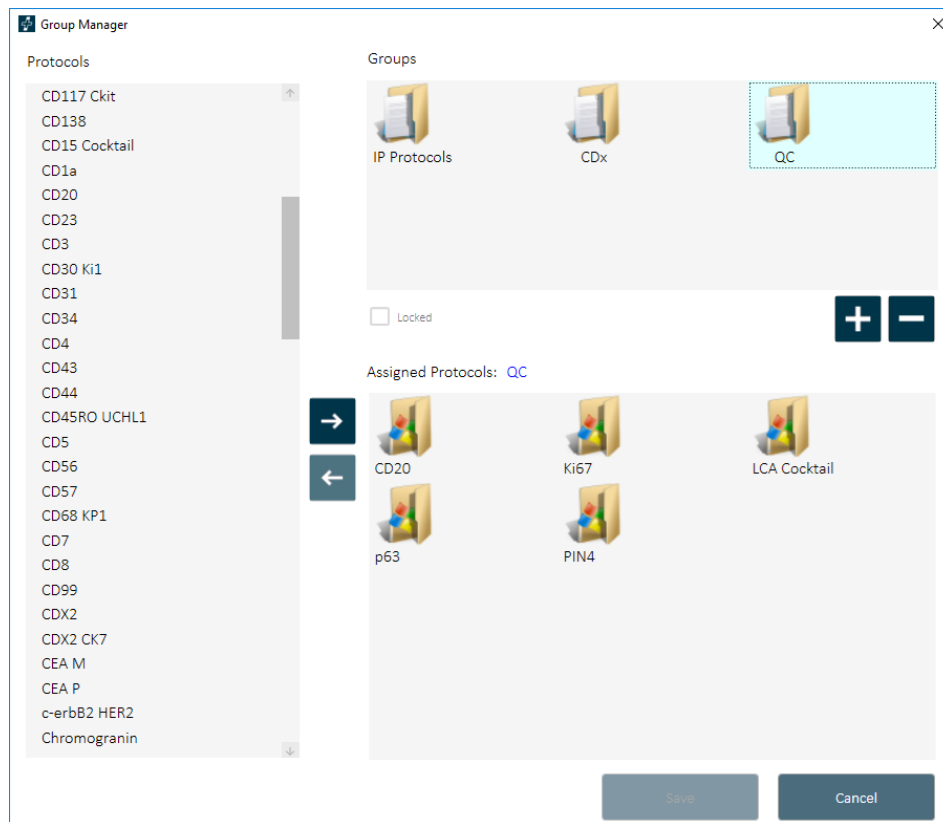 Group Manager
Protocols
CD117 Ckit
CD138
CD15 Cocktail
CD1a
CD20
CD23
CD3
CD30 Ki1
CD31
CD34
CD4
CD43
CD44
CD45RO UCHL1
CD5
CD56
CD57
CD68 KP1
CD7
CD8
CD99
CDX2
CDX2 CK7
CEA M
CEA P
c-erbB2 HER2
Chromogranin
Groups
IP Protocols CDx QC
Locked
Assigned Protocols: QC
CD20 Ki67 LCA Cocktail
p63 PIN4
Save Cancel